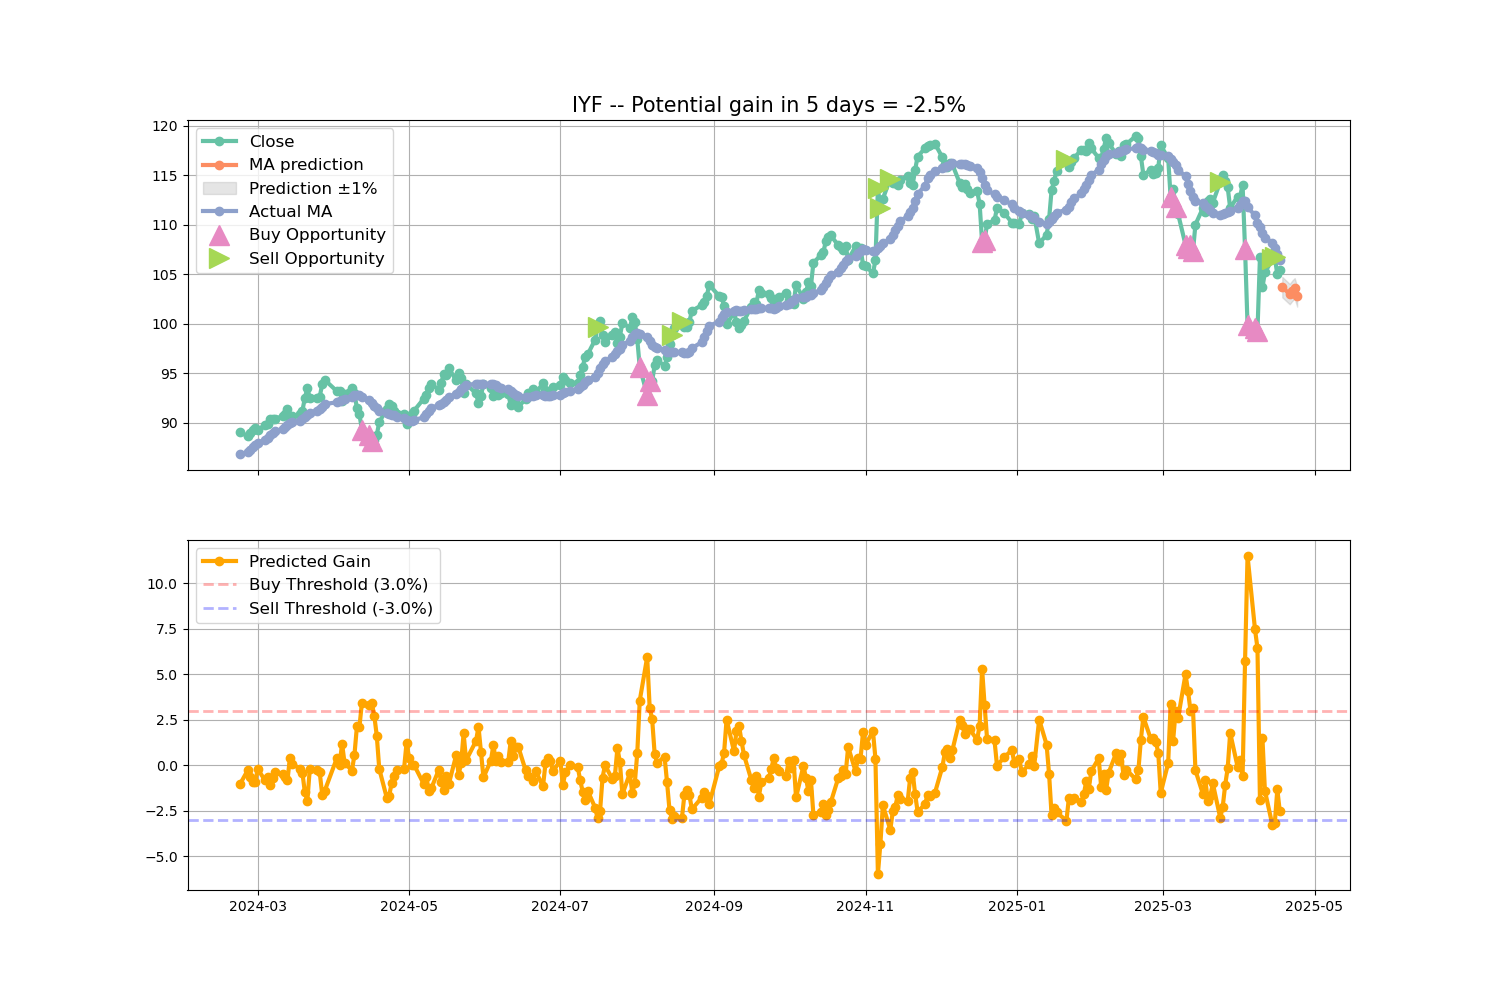 IYF -- Potential gain in 5 days = -2.5%
120
115
110
105
100
95
90
Close
MA prediction
Prediction ±1%
Actual MA
Buy Opportunity
Sell Opportunity
10.0
7.5
5.0
2.5
0.0
−2.5
−5.0
Predicted Gain
Buy Threshold (3.0%)
Sell Threshold (-3.0%)
2024-03 2024-05 2024-07 2024-09 2024-11 2025-01 2025-03 2025-05